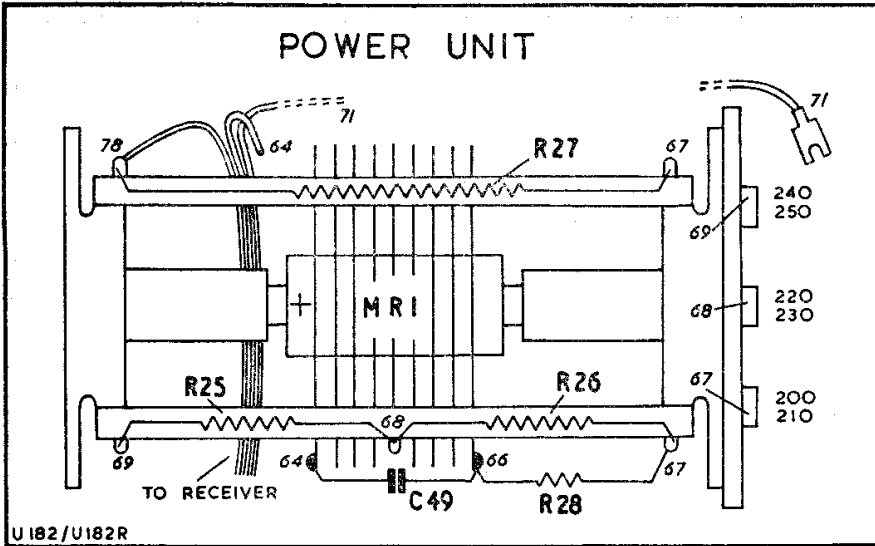 POWER UNIT
71
71
78
64
67
R27
240
250
69
+ MR1
220
230
68
R25
R26
67
200
210
68
69
64
66
67
TO RECEIVER
C49
R28
U182/U182R